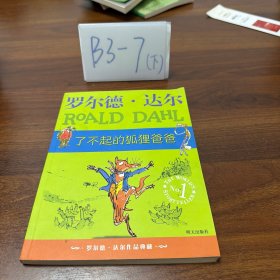 B3-7(下)
罗尔德·达尔
ROALD DAHL
了不起的狐狸爸爸
No.1
罗尔德·达尔作品典藏
明天出版社